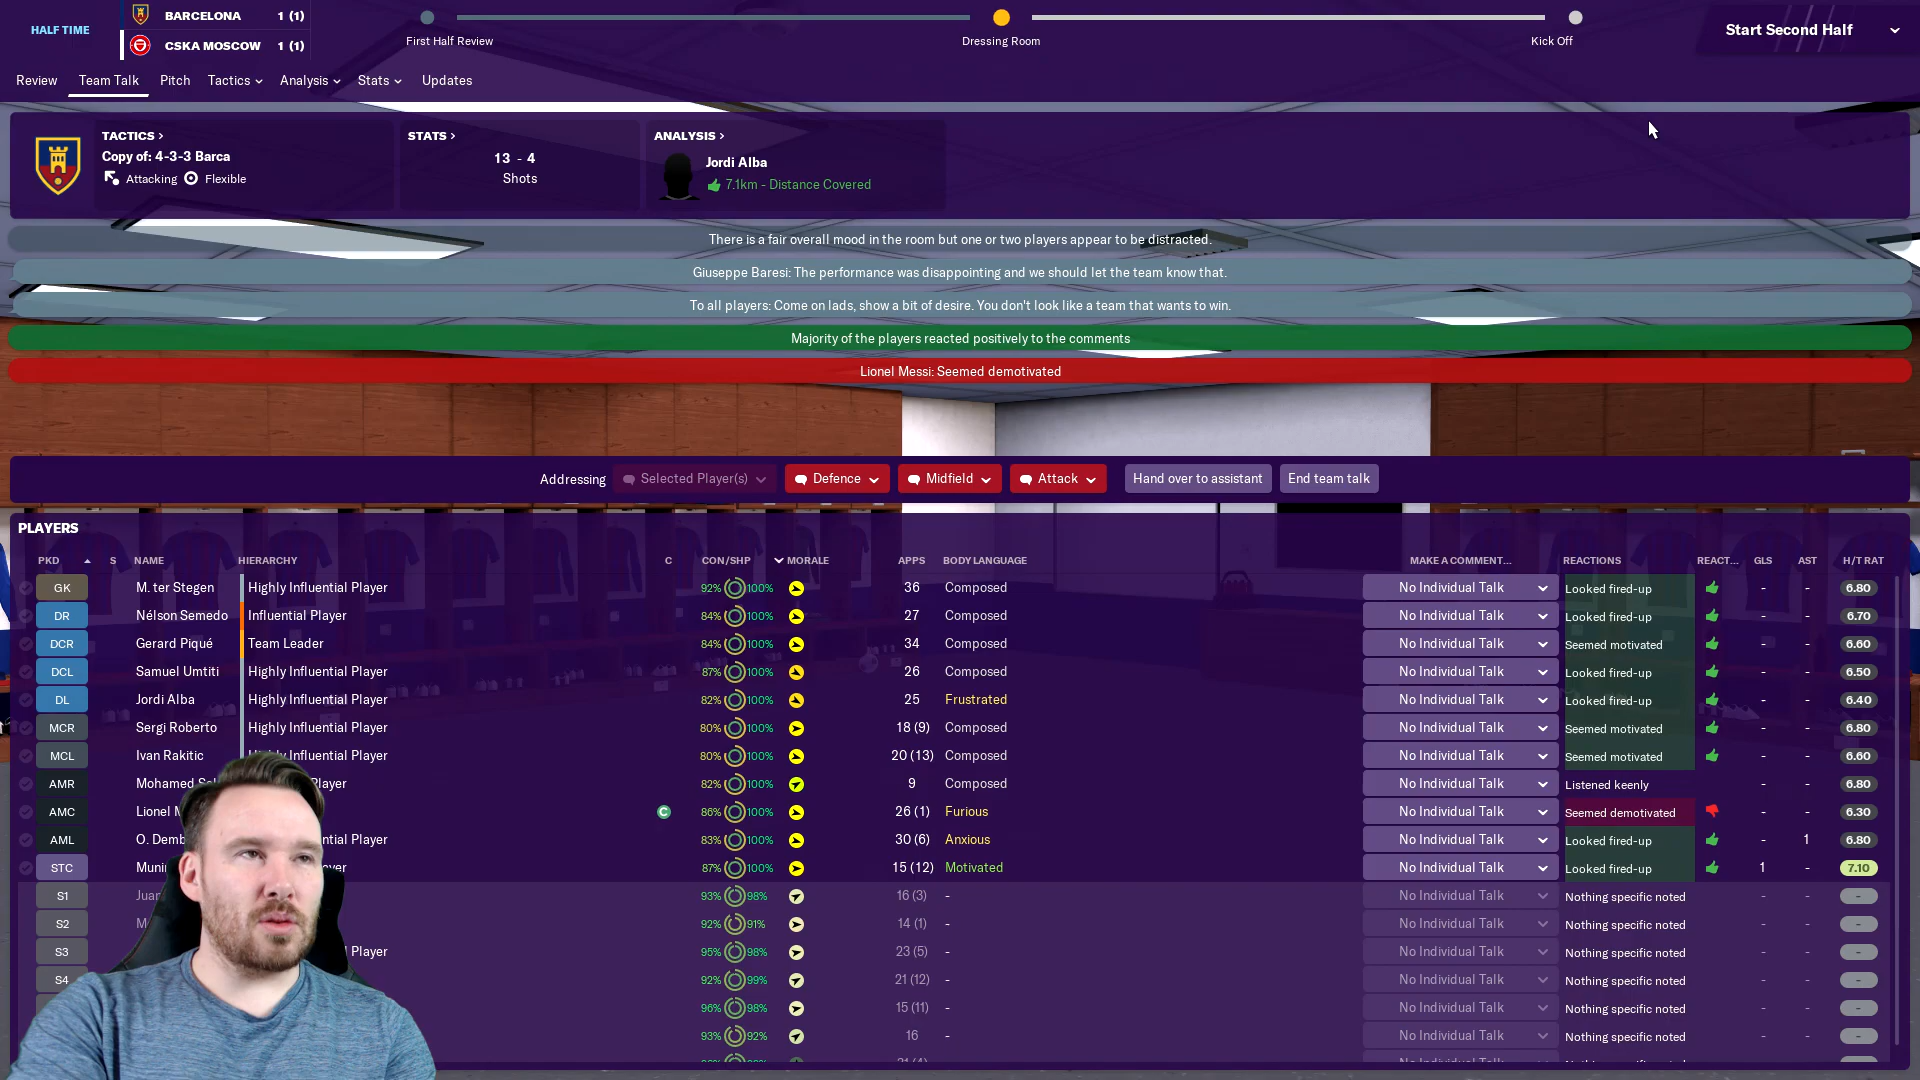 HALF TIME
BARCELONA 1 (1)
CSKA MOSCOW 1 (1)
First Half Review
Dressing Room
Kick Off
Start Second Half
Review Team Talk Pitch Tactics Analysis Stats Updates
TACTICS >
Copy of: 4-3-3 Barca
Attacking Flexible
STATS >
13 - 4
Shots
ANALYSIS >
Jordi Alba
7.1km - Distance Covered
There is a fair overall mood in the room but one or two players appear to be distracted.
Giuseppe Baresi: The performance was disappointing and we should let the team know that.
To all players: Come on lads, show a bit of desire. You don't look like a team that wants to win.
Majority of the players reacted positively to the comments
Lionel Messi: Seemed demotivated
Addressing Selected Player(s) Defence Midfield Attack Hand over to assistant End team talk
PLAYERS
PKD S NAME HIERARCHY C CON/SHP MORALE APPS BODY LANGUAGE MAKE A COMMENT... REACTIONS REACT... GLS AST H/T RAT
GK M. ter Stegen Highly Influential Player 92% 100% 36 Composed No Individual Talk Looked fired-up - - 6.80
DR Nélson Semedo Influential Player 84% 100% 27 Composed No Individual Talk Looked fired-up - - 6.70
DCR Gerard Piqué Team Leader 84% 100% 34 Composed No Individual Talk Seemed motivated - - 6.60
DCL Samuel Umtiti Highly Influential Player 87% 100% 26 Composed No Individual Talk Looked fired-up - - 6.50
DL Jordi Alba Highly Influential Player 82% 100% 25 Frustrated No Individual Talk Looked fired-up - - 6.40
MCR Sergi Roberto Highly Influential Player 80% 100% 18 (9) Composed No Individual Talk Seemed motivated - - 6.80
MCL Ivan Rakitic Highly Influential Player 80% 100% 20 (13) Composed No Individual Talk Seemed motivated - - 6.60
AMR Mohamed Player 82% 100% 9 Composed No Individual Talk Listened keenly - - 6.80
AMC Lionel C 86% 100% 26 (1) Furious No Individual Talk Seemed demotivated - - 6.30
AML O. Player 83% 100% 30 (6) Anxious No Individual Talk Looked fired-up - 1 6.80
STC 87% 100% 15 (12) Motivated No Individual Talk Looked fired-up 1 - 7.10
S1 93% 98% 16 (3) - No Individual Talk Nothing specific noted - - -
S2 92% 91% 14 (1) - No Individual Talk Nothing specific noted - - -
S3 Player 95% 98% 23 (5) - No Individual Talk Nothing specific noted - - -
S4 92% 99% 21 (12) - No Individual Talk Nothing specific noted - - -
96% 98% 15 (11) - No Individual Talk Nothing specific noted - - -
93% 92% 16 - No Individual Talk Nothing specific noted - - -